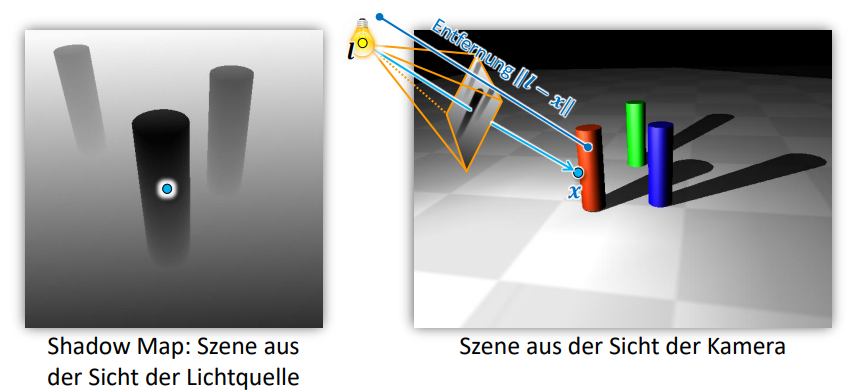 l
Entfernung ||l − x||
x
Shadow Map: Szene aus
der Sicht der Lichtquelle
Szene aus der Sicht der Kamera